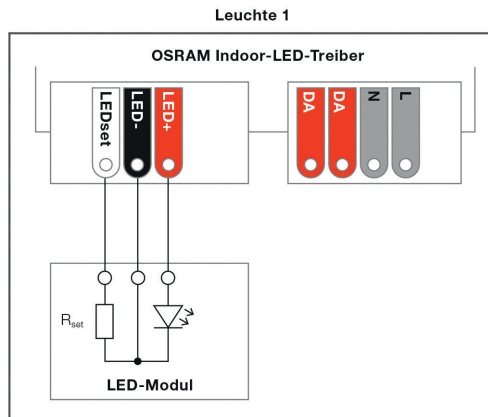 Leuchte 1
OSRAM Indoor-LED-Treiber
LEDset
LED-
LED+
DA
DA
N
L
Rset
LED-Modul